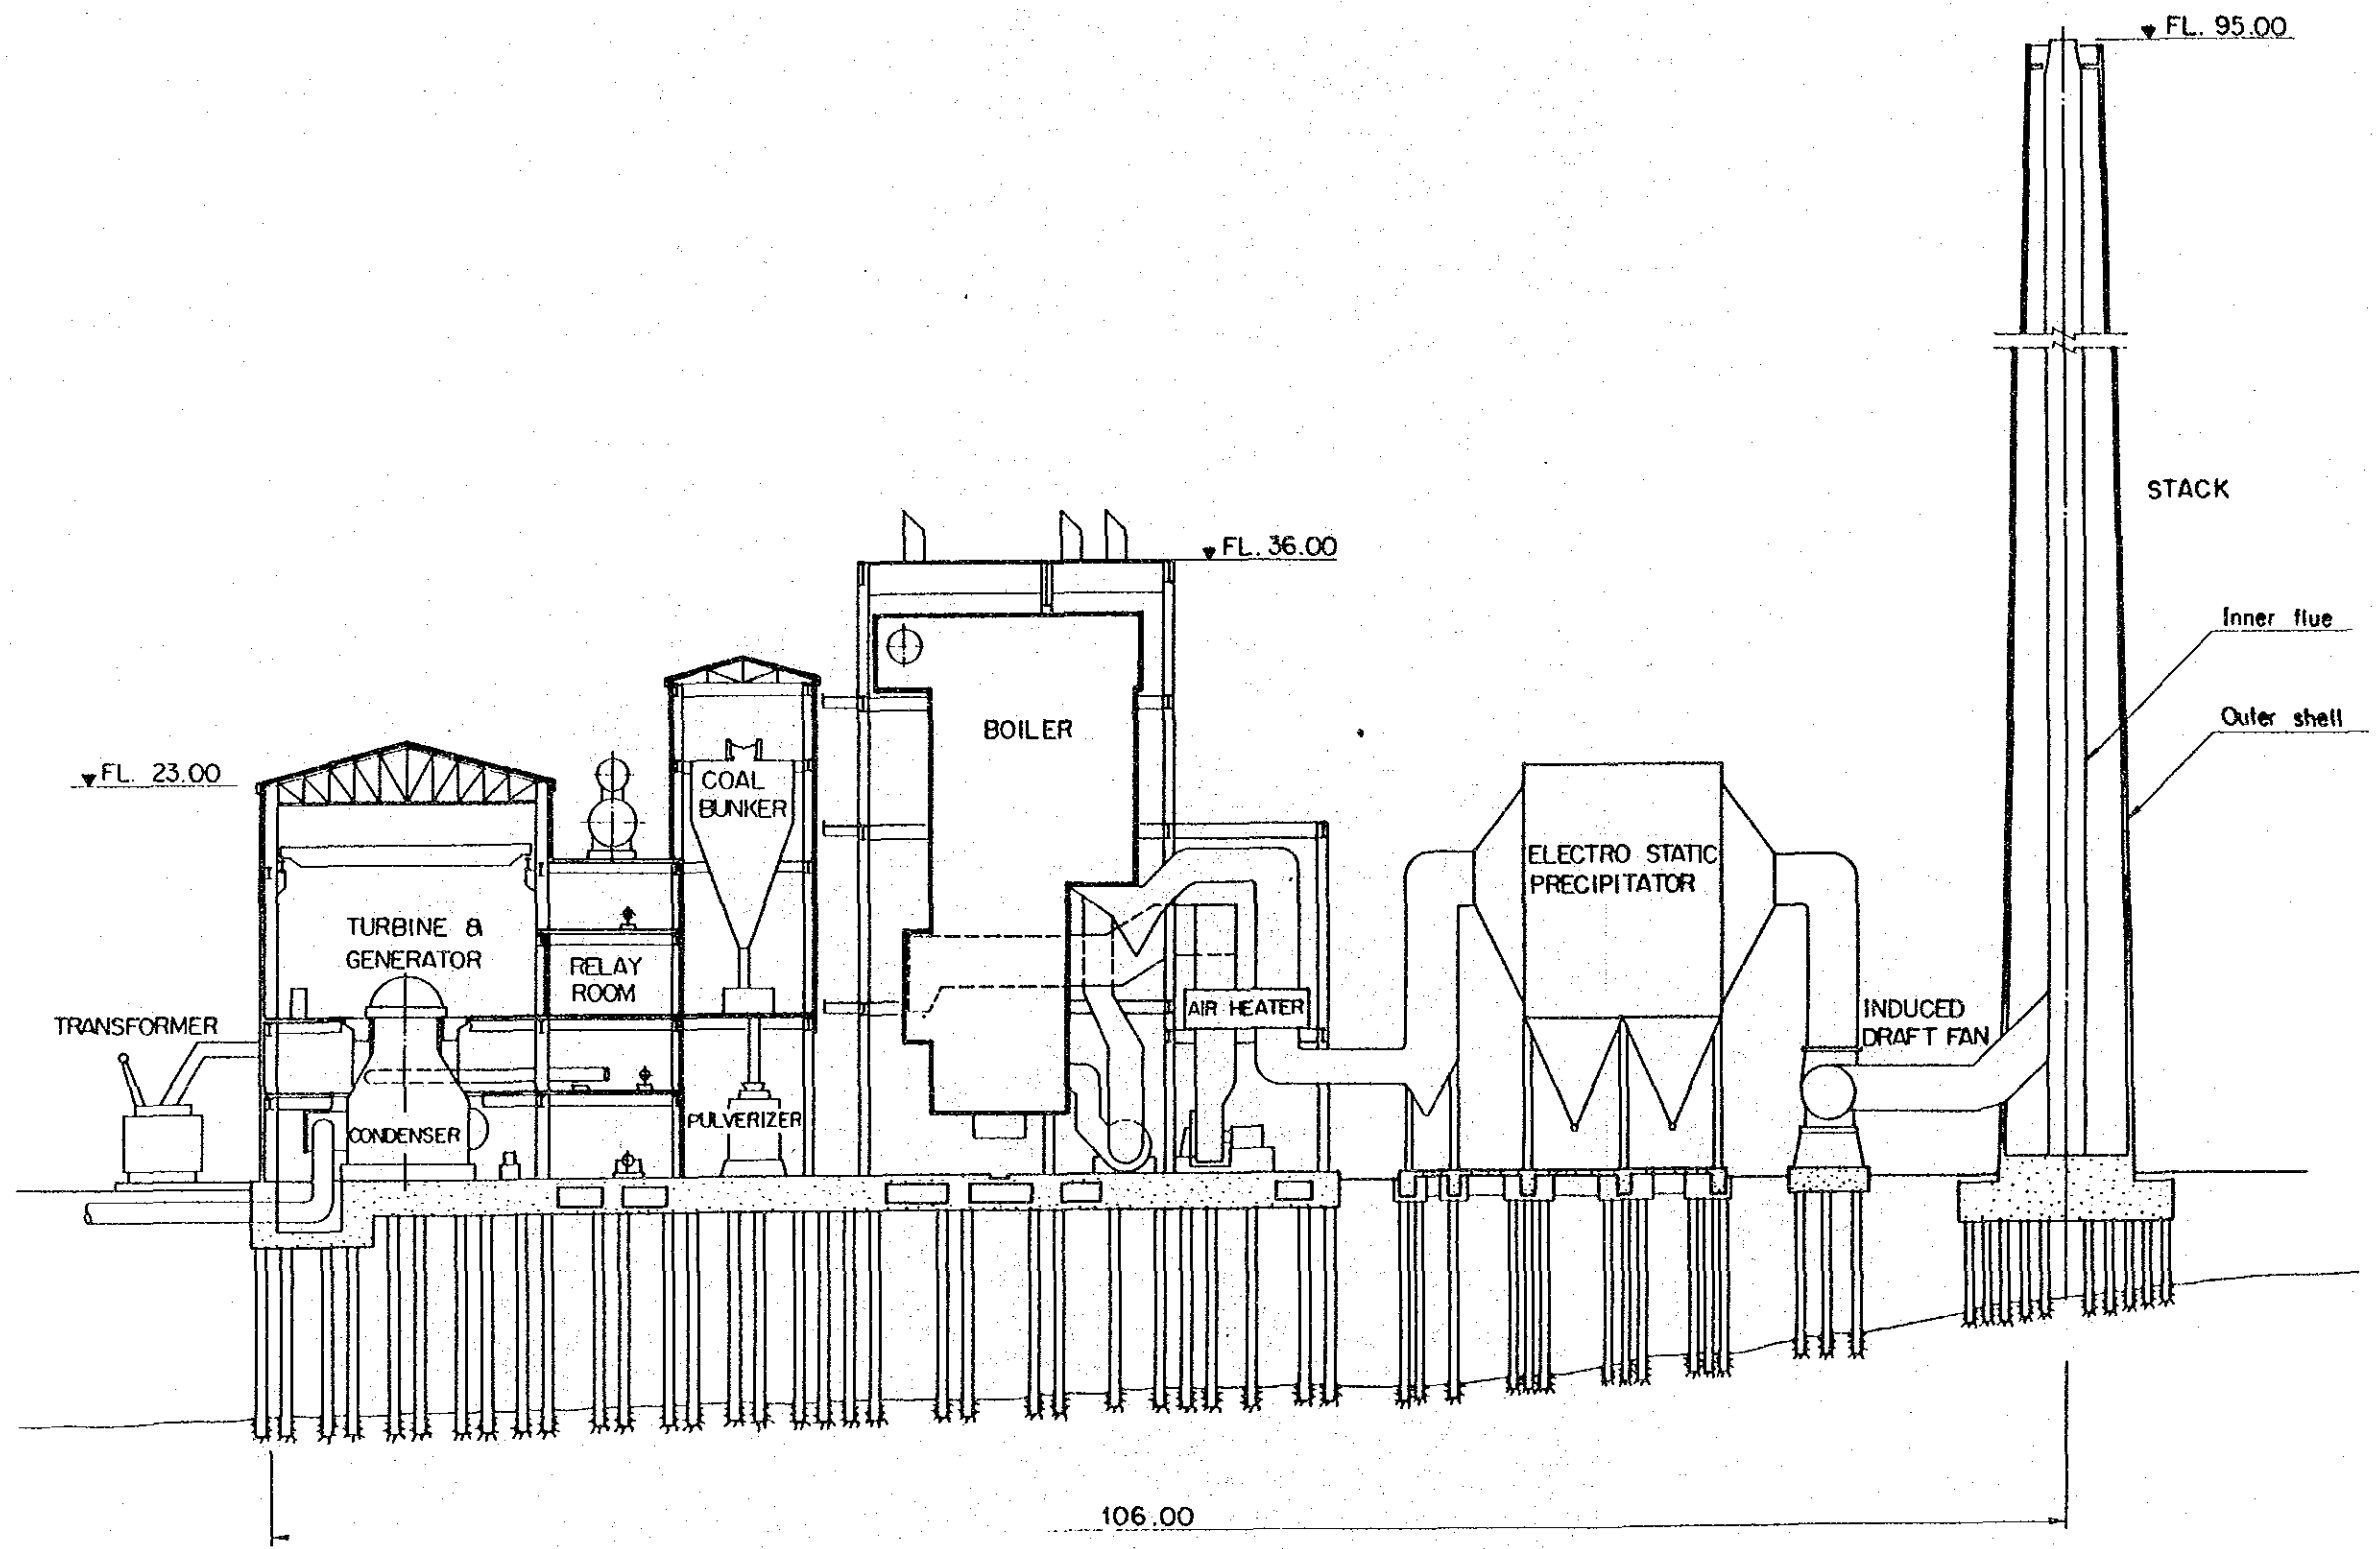 FL. 95.00
STACK
FL. 36.00
Inner flue
Outer shell
BOILER
FL. 23.00
COAL
BUNKER
ELECTRO STATIC
PRECIPITATOR
TURBINE &
GENERATOR
RELAY
ROOM
AIR HEATER
INDUCED
DRAFT FAN
TRANSFORMER
PULVERIZER
CONDENSER
106.00